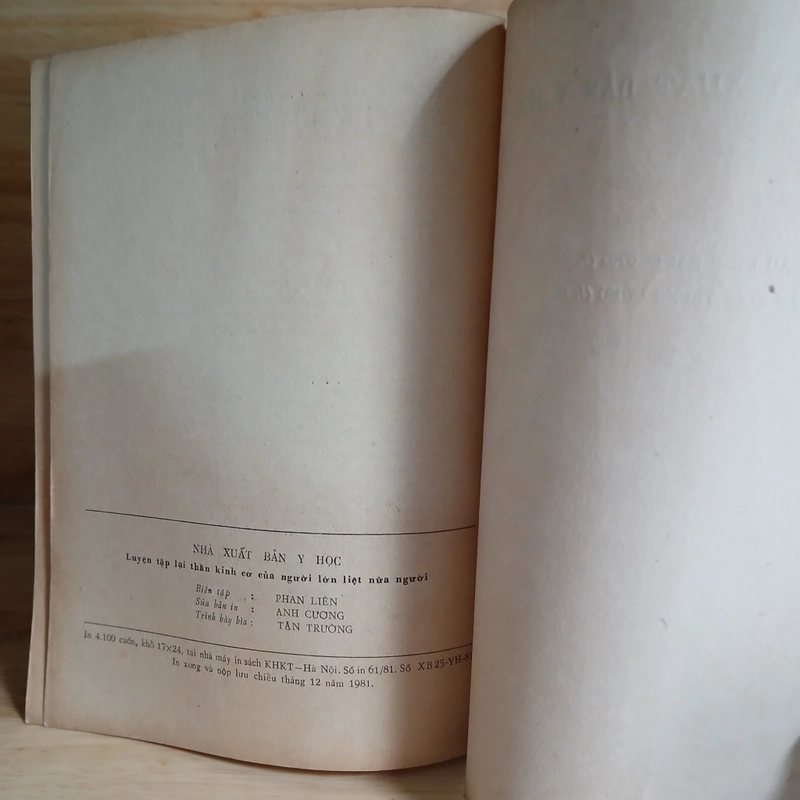 NHÀ XUẤT BẢN Y HỌC
Luyện tập lại thần kinh cơ của người lớn liệt nửa người
Biên tập : PHAN LIÊN
Sửa bản in : ANH CƯƠNG
Trình bày bìa : TÂN TRƯỜNG
In 4.100 cuốn, khổ 17×24, tại nhà máy in sách KHKT – Hà Nội. Số in 61/81. Số XB 25-YH-81
In xong và nộp lưu chiểu tháng 12 năm 1981.